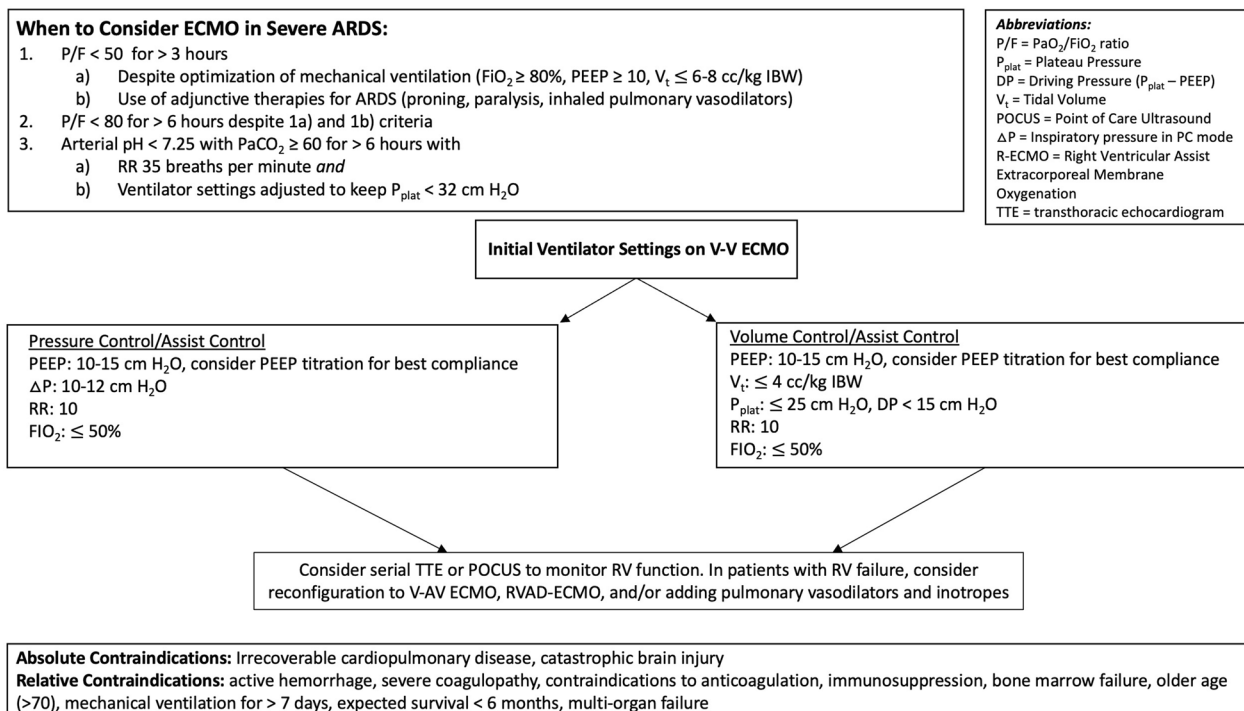 When to Consider ECMO in Severe ARDS:
1. P/F < 50 for > 3 hours
a) Despite optimization of mechanical ventilation (FiO₂ ≥ 80%, PEEP ≥ 10, Vₜ ≤ 6-8 cc/kg IBW)
b) Use of adjunctive therapies for ARDS (proning, paralysis, inhaled pulmonary vasodilators)
2. P/F < 80 for > 6 hours despite 1a) and 1b) criteria
3. Arterial pH < 7.25 with PaCO₂ ≥ 60 for > 6 hours with
a) RR 35 breaths per minute and
b) Ventilator settings adjusted to keep Pplat < 32 cm H₂O
Abbreviations:
P/F = PaO₂/FiO₂ ratio
Pplat = Plateau Pressure
DP = Driving Pressure (Pplat – PEEP)
Vₜ = Tidal Volume
POCUS = Point of Care Ultrasound
△P = Inspiratory pressure in PC mode
R-ECMO = Right Ventricular Assist
Extracorporeal Membrane
Oxygenation
TTE = transthoracic echocardiogram
Initial Ventilator Settings on V-V ECMO
Pressure Control/Assist Control
PEEP: 10-15 cm H₂O, consider PEEP titration for best compliance
△P: 10-12 cm H₂O
RR: 10
FIO₂: ≤ 50%
Volume Control/Assist Control
PEEP: 10-15 cm H₂O, consider PEEP titration for best compliance
Vₜ: ≤ 4 cc/kg IBW
Pplat: ≤ 25 cm H₂O, DP < 15 cm H₂O
RR: 10
FIO₂: ≤ 50%
Consider serial TTE or POCUS to monitor RV function. In patients with RV failure, consider
reconfiguration to V-AV ECMO, RVAD-ECMO, and/or adding pulmonary vasodilators and inotropes
Absolute Contraindications: Irrecoverable cardiopulmonary disease, catastrophic brain injury
Relative Contraindications: active hemorrhage, severe coagulopathy, contraindications to anticoagulation, immunosuppression, bone marrow failure, older age
(>70), mechanical ventilation for > 7 days, expected survival < 6 months, multi-organ failure